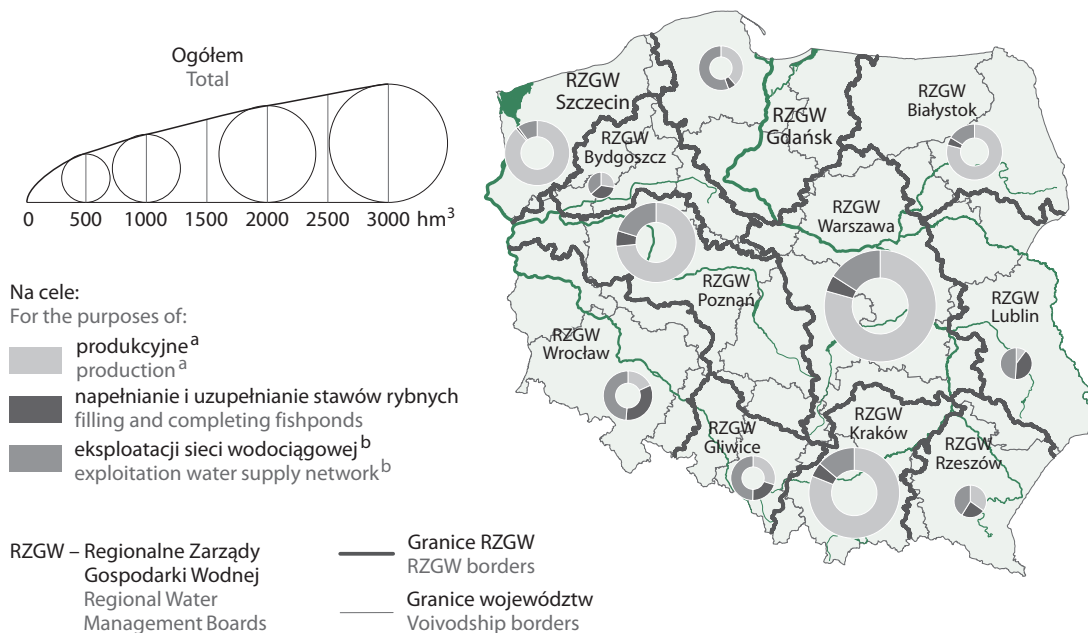 Ogółem
Total
0 500 1000 1500 2000 2500 3000 hm³
Na cele:
For the purposes of:
produkcyjne a
production a
napełnianie i uzupełnianie stawów rybnych
filling and completing fishponds
eksploatacji sieci wodociągowej b
exploitation water supply network b
RZGW – Regionalne Zarządy
Gospodarki Wodnej
Regional Water
Management Boards
Granice RZGW
RZGW borders
Granice województw
Voivodship borders
RZGW
Szczecin
RZGW
Bydgoszcz
RZGW
Gdańsk
RZGW
Białystok
RZGW
Warszawa
RZGW
Poznań
RZGW
Lublin
RZGW
Wrocław
RZGW
Gliwice
RZGW
Kraków
RZGW
Rzeszów